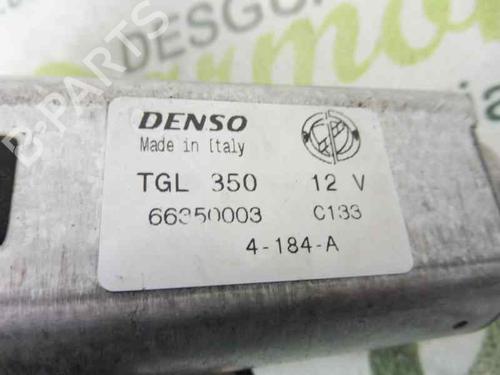 DESGU
B-PARTS
DENSO
Made in Italy
TGL 350 12 V
66350003 C133
4-184-A